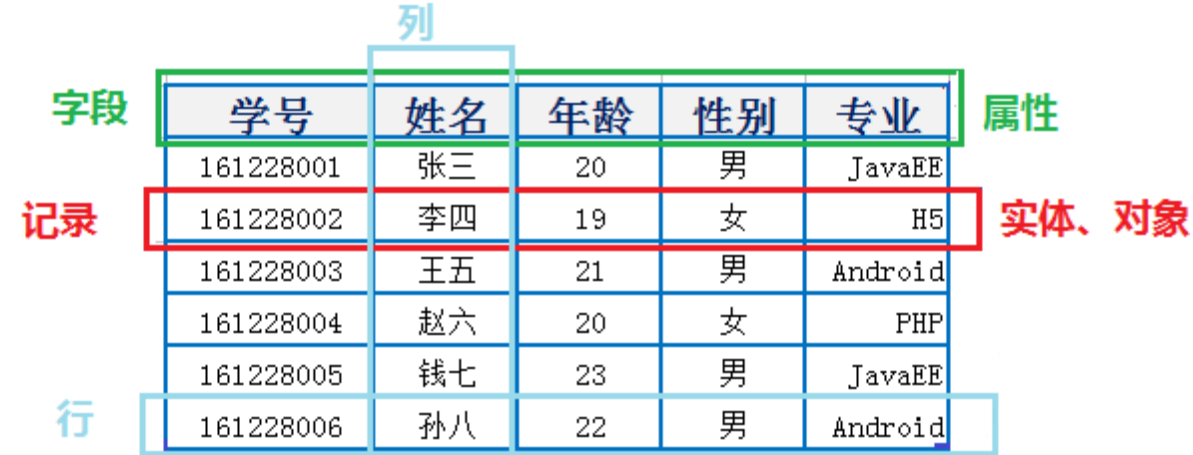 列
字段 学号 姓名 年龄 性别 专业 属性
161228001 张三 20 男 JavaEE
记录 161228002 李四 19 女 H5 实体、对象
161228003 王五 21 男 Android
161228004 赵六 20 女 PHP
161228005 钱七 23 男 JavaEE
行 161228006 孙八 22 男 Android